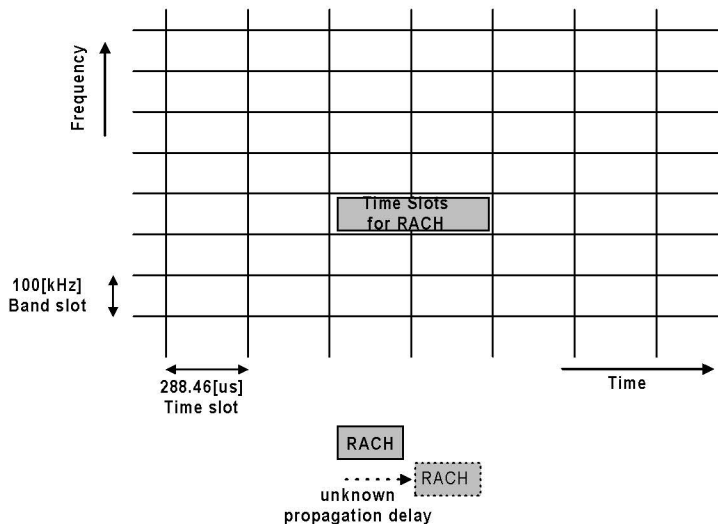 Frequency
Time Slots
for RACH
100[kHz]
Band slot
288.46[us]
Time slot
Time
RACH
RACH
unknown
propagation delay